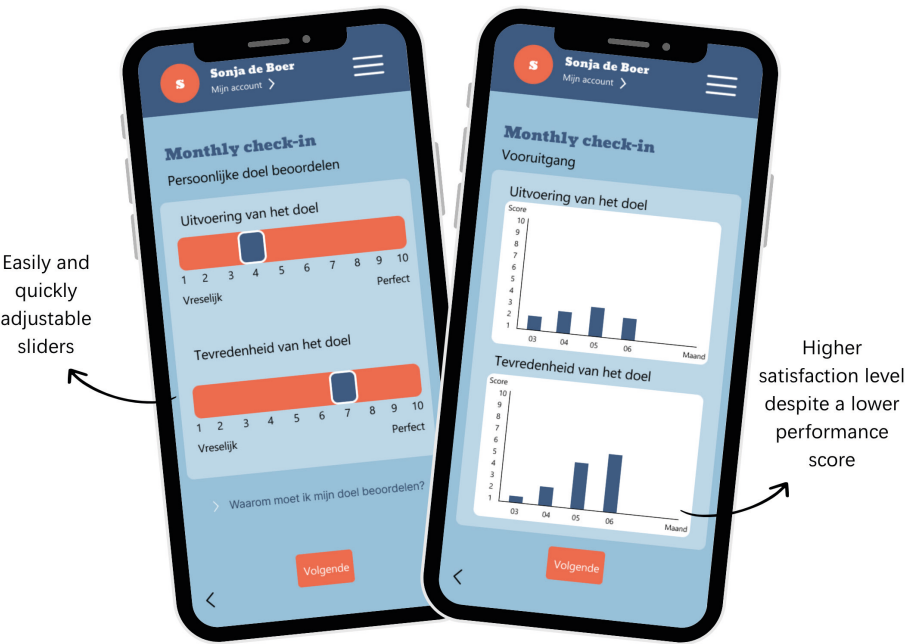 Easily and
quickly
adjustable
sliders
s
Sonja de Boer
Mijn account
Monthly check-in
Persoonlijke doel beoordelen
Uitvoering van het doel
1 2 3 4 5 6 7 8 9 10
Vreselijk Perfect
Tevredenheid van het doel
1 2 3 4 5 6 7 8 9 10
Vreselijk Perfect
Waarom moet ik mijn doel beoordelen?
Volgende
s
Sonja de Boer
Mijn account
Monthly check-in
Vooruitgang
Uitvoering van het doel
Score
10
9
8
7
6
5
4
3
2
1
03 04 05 06 Maand
Tevredenheid van het doel
Score
10
9
8
7
6
5
4
3
2
1
03 04 05 06 Maand
Volgende
Higher
satisfaction level
despite a lower
performance
score